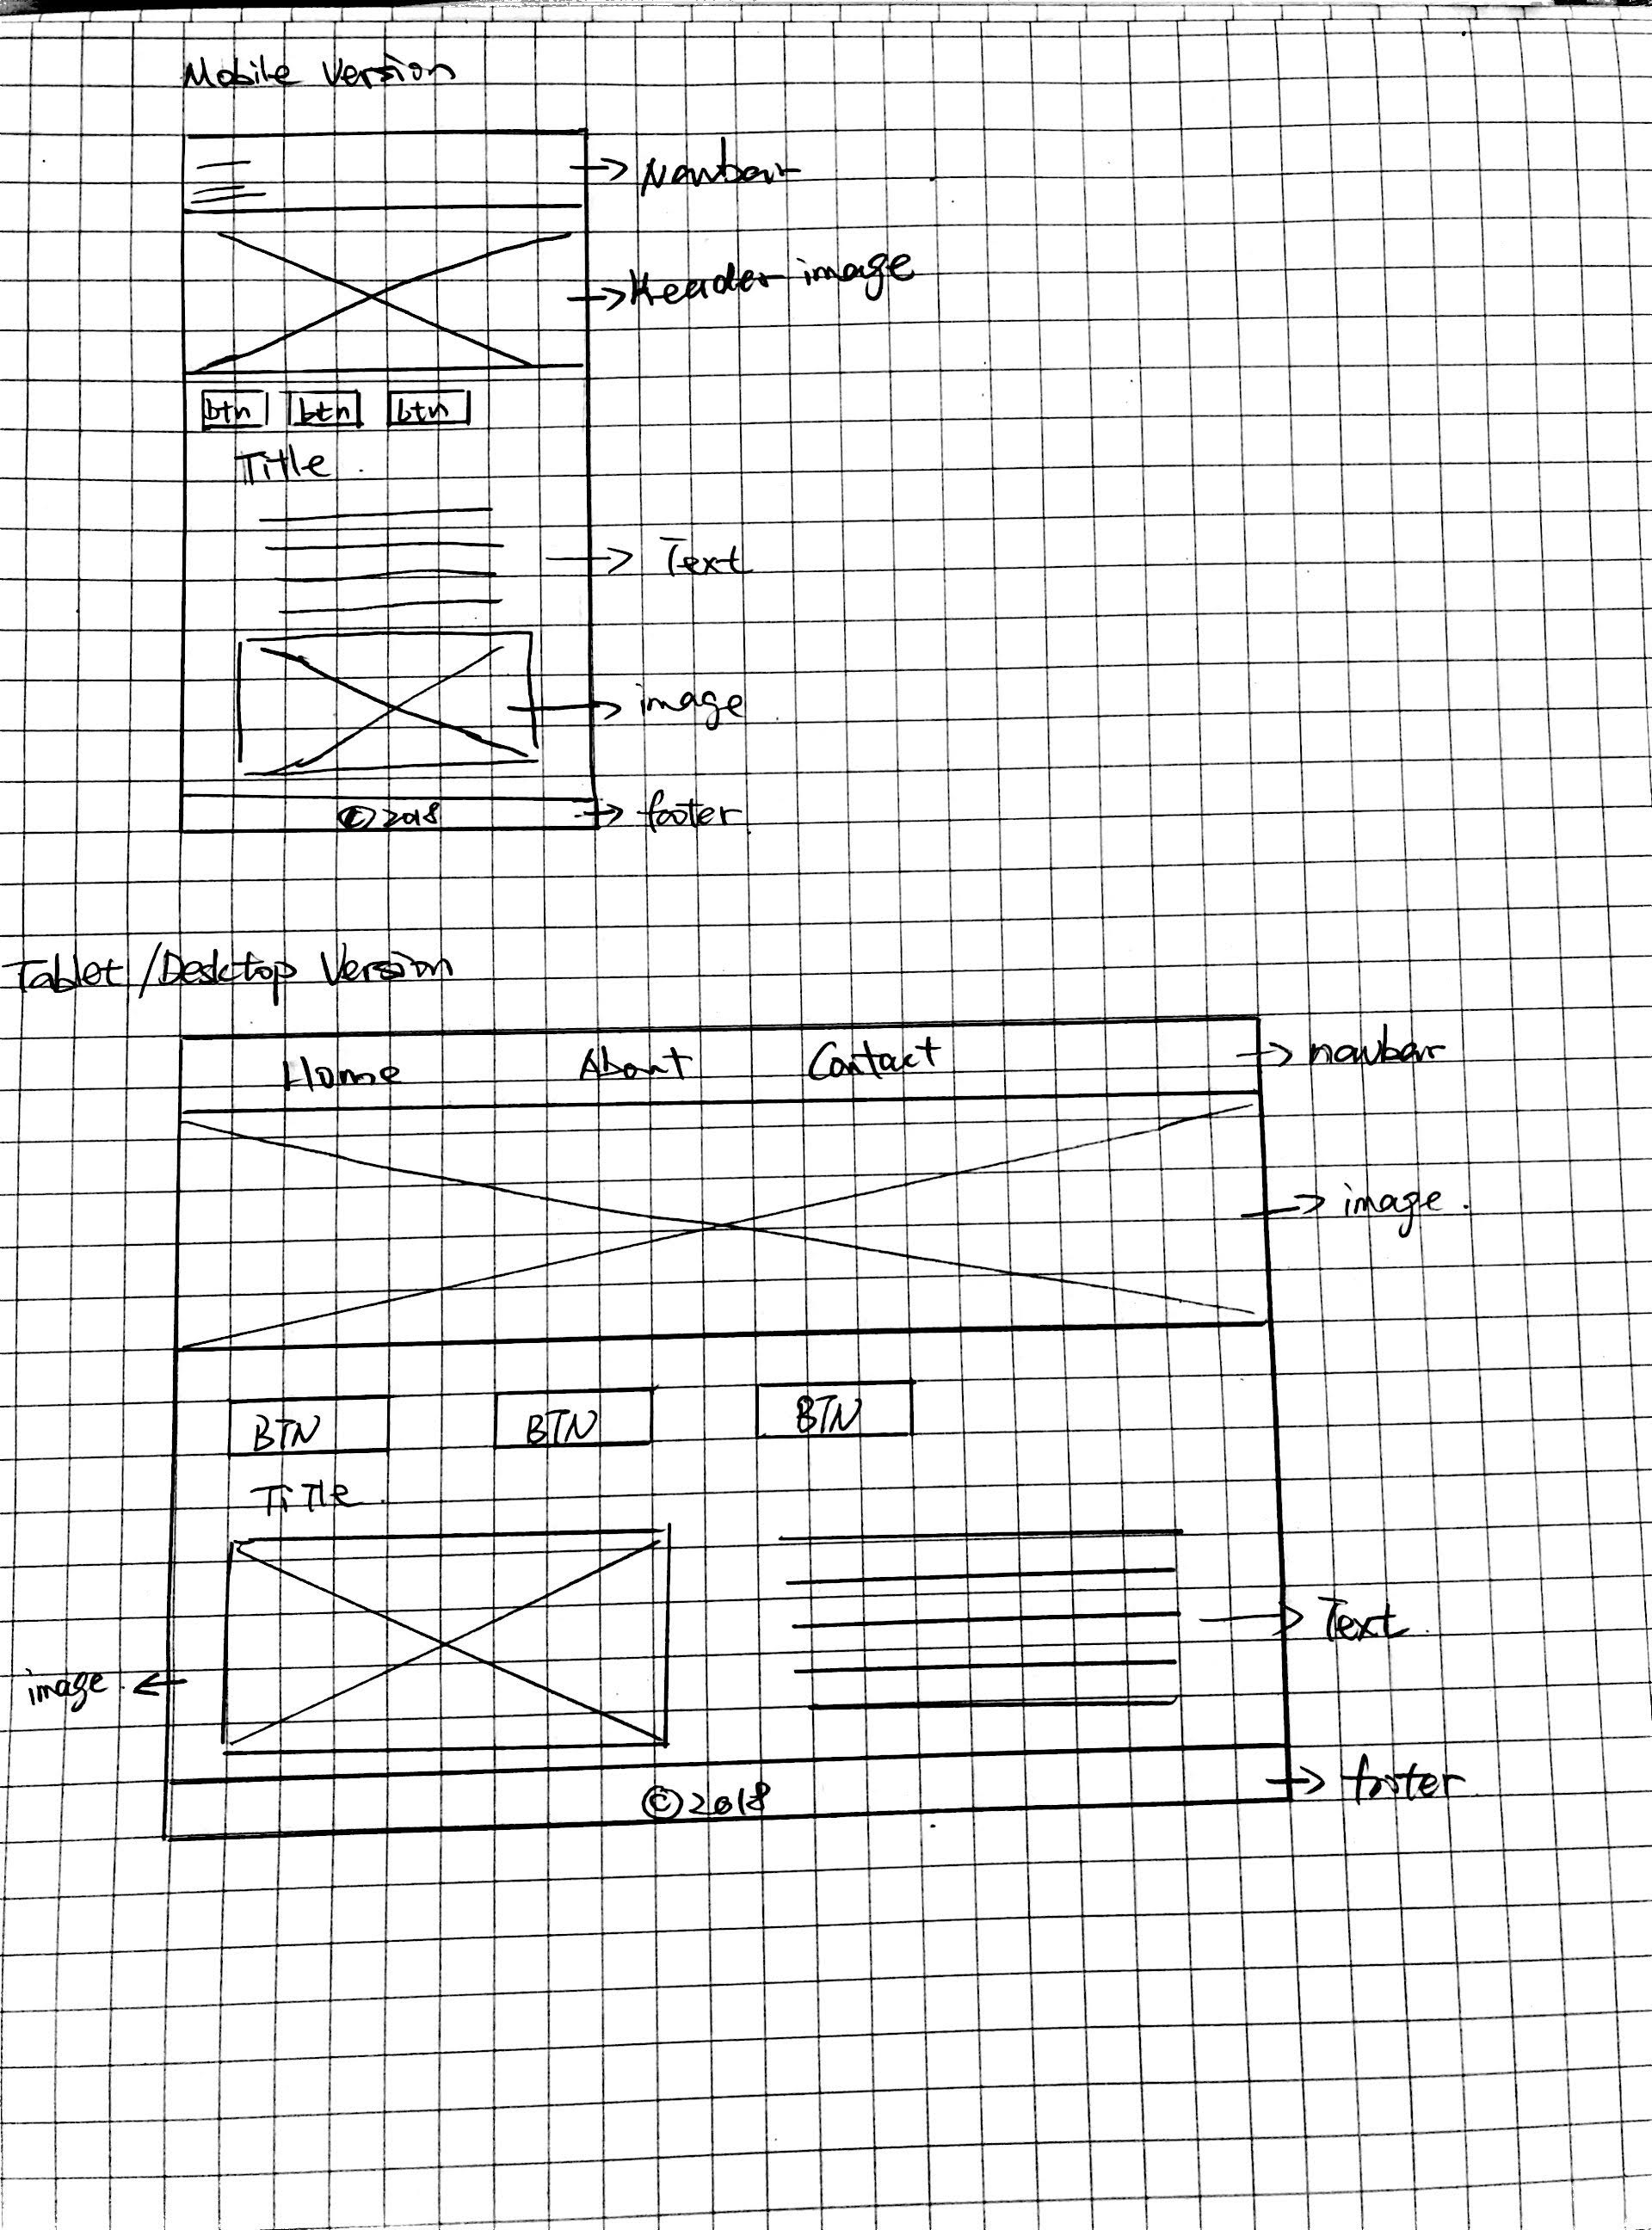 Mobile Version
→ Navbar
→ Header image
btn btn btn
Title
→ Text
→ image
© 2018 → footer
Tablet/Desktop Version
Home About Contact → navbar
→ image
BTN BTN BTN
Title
→ Text
image ←
© 2018 → footer